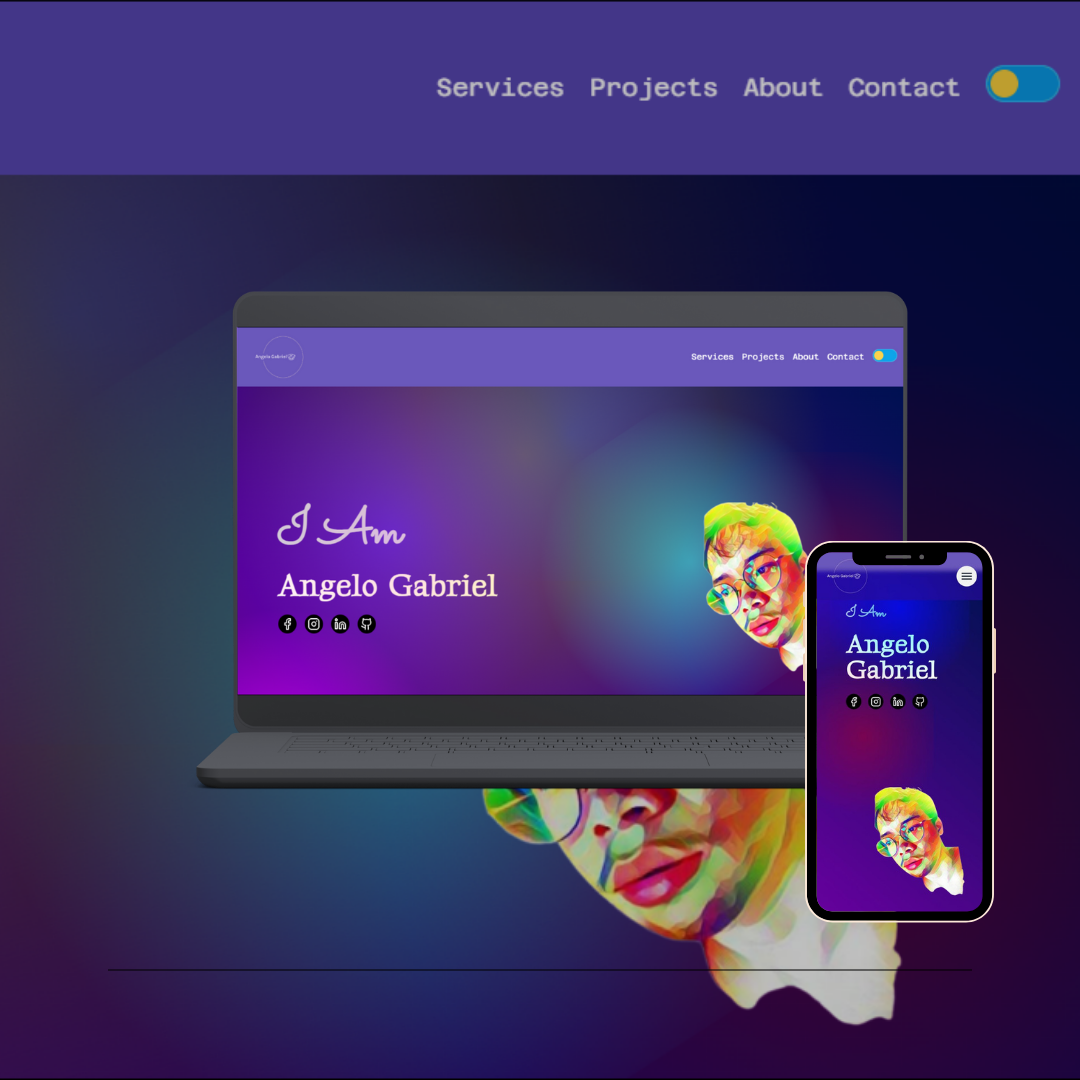 Services Projects About Contact
Angelo Gabriel
Services Projects About Contact
I Am
Angelo Gabriel
Angelo Gabriel
I Am
Angelo
Gabriel